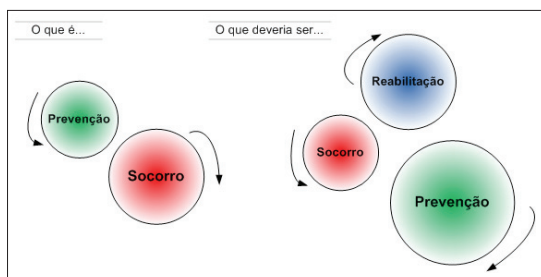 O que é...
Prevenção
Socorro
O que deveria ser...
Reabilitação
Socorro
Prevenção